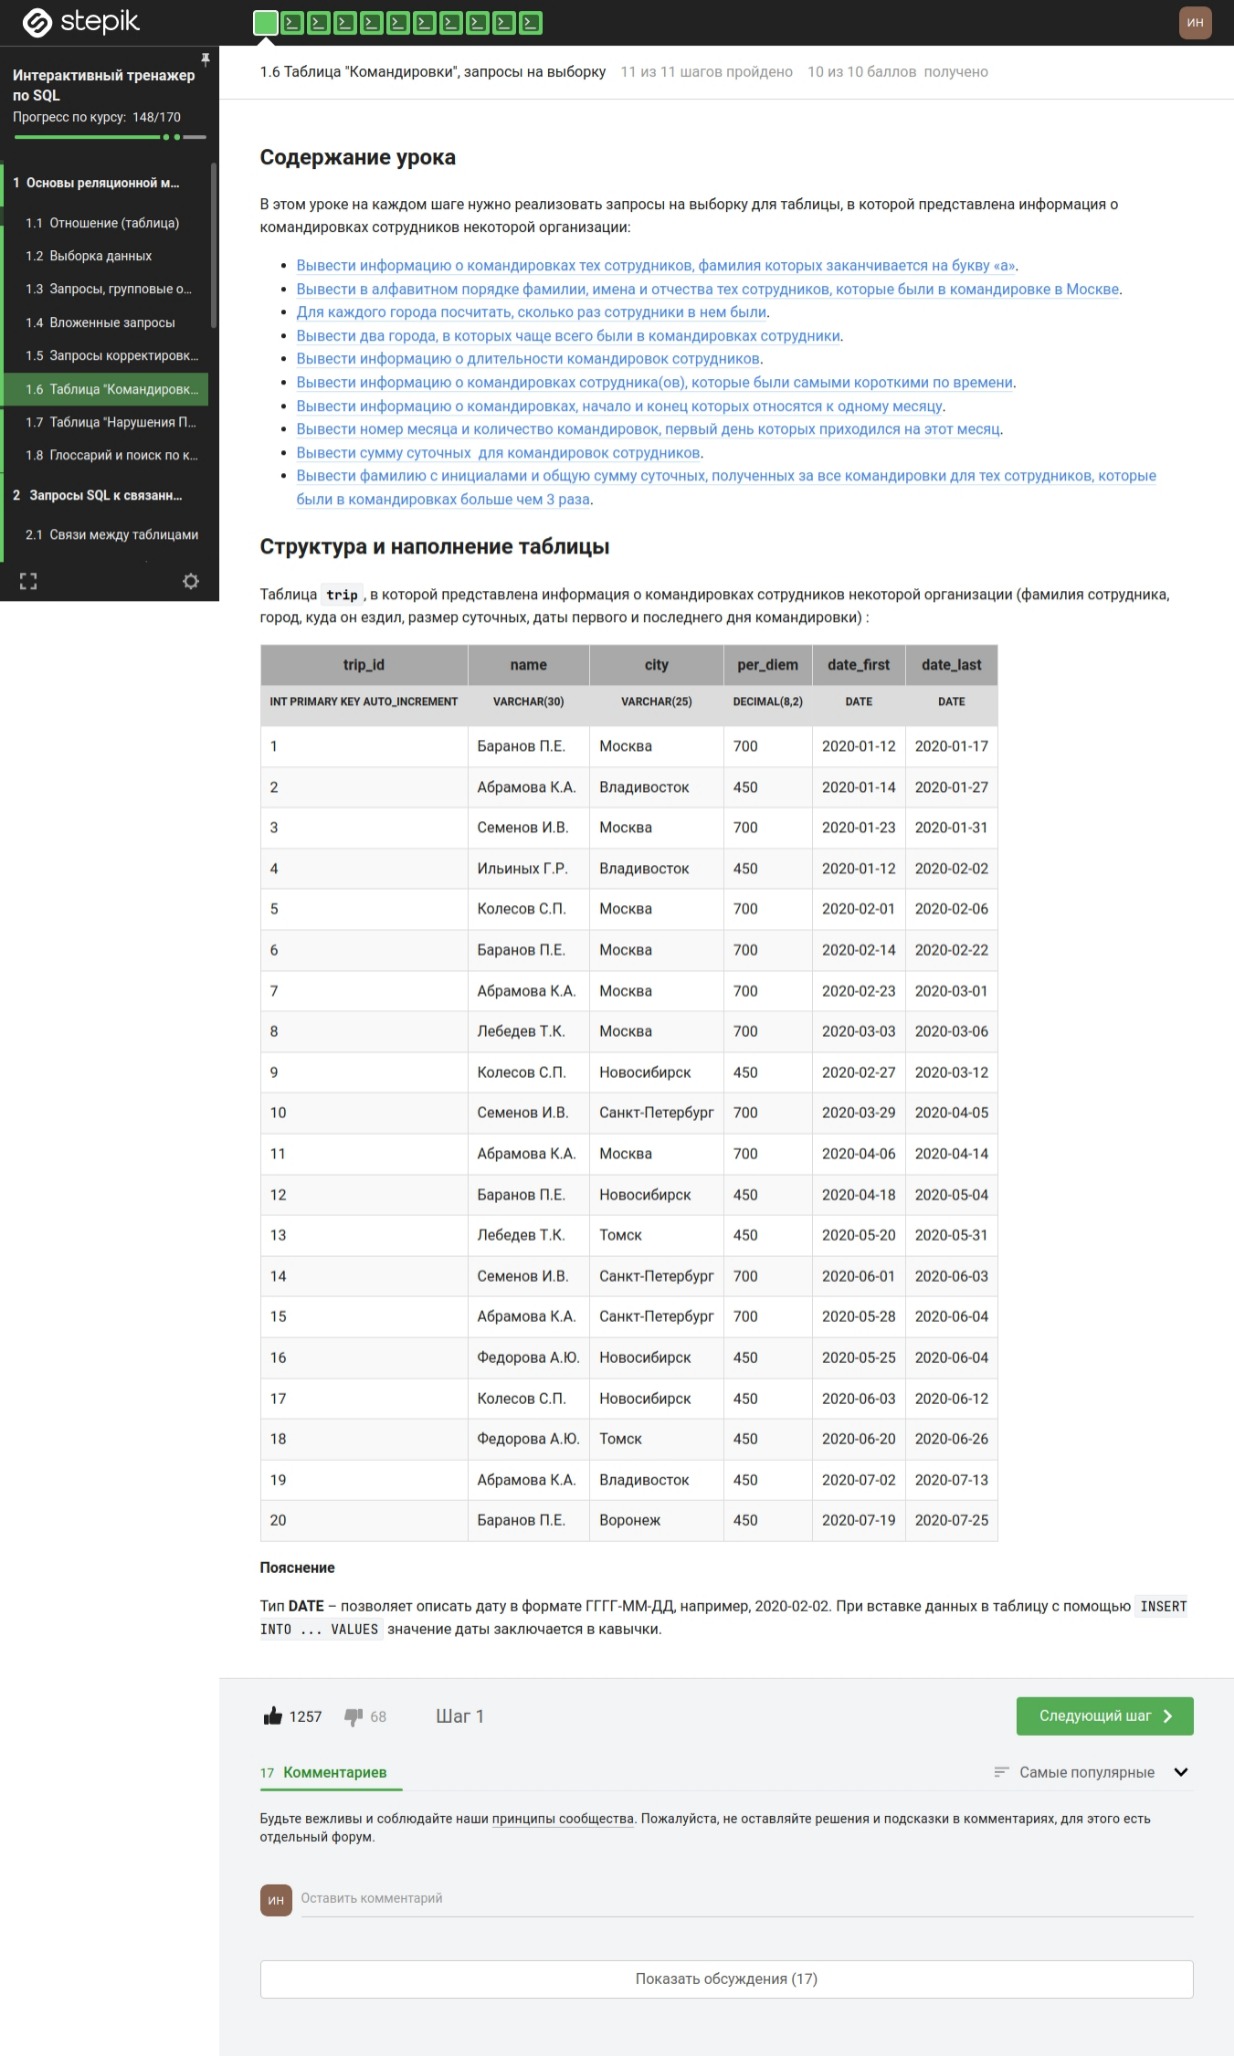 stepik
ИН
Интерактивный тренажер
по SQL
Прогресс по курсу: 148/170
1 Основы реляционной м...
1.1 Отношение (таблица)
1.2 Выборка данных
1.3 Запросы, групповые о...
1.4 Вложенные запросы
1.5 Запросы корректировк...
1.6 Таблица "Командировк...
1.7 Таблица "Нарушения П...
1.8 Глоссарий и поиск по к...
2 Запросы SQL к связанн...
2.1 Связи между таблицами
1.6 Таблица "Командировки", запросы на выборку 11 из 11 шагов пройдено 10 из 10 баллов получено
Содержание урока
В этом уроке на каждом шаге нужно реализовать запросы на выборку для таблицы, в которой представлена информация о
командировках сотрудников некоторой организации:
• Вывести информацию о командировках тех сотрудников, фамилия которых заканчивается на букву «а».
• Вывести в алфавитном порядке фамилии, имена и отчества тех сотрудников, которые были в командировке в Москве.
• Для каждого города посчитать, сколько раз сотрудники в нем были.
• Вывести два города, в которых чаще всего были в командировках сотрудники.
• Вывести информацию о длительности командировок сотрудников.
• Вывести информацию о командировках сотрудника(ов), которые были самыми короткими по времени.
• Вывести информацию о командировках, начало и конец которых относятся к одному месяцу.
• Вывести номер месяца и количество командировок, первый день которых приходился на этот месяц.
• Вывести сумму суточных для командировок сотрудников.
• Вывести фамилию с инициалами и общую сумму суточных, полученных за все командировки для тех сотрудников, которые
были в командировках больше чем 3 раза.
Структура и наполнение таблицы
Таблица trip , в которой представлена информация о командировках сотрудников некоторой организации (фамилия сотрудника,
город, куда он ездил, размер суточных, даты первого и последнего дня командировки) :
trip_id name city per_diem date_first date_last
INT PRIMARY KEY AUTO_INCREMENT VARCHAR(30) VARCHAR(25) DECIMAL(8,2) DATE DATE
1 Баранов П.Е. Москва 700 2020-01-12 2020-01-17
2 Абрамова К.А. Владивосток 450 2020-01-14 2020-01-27
3 Семенов И.В. Москва 700 2020-01-23 2020-01-31
4 Ильиных Г.Р. Владивосток 450 2020-01-12 2020-02-02
5 Колесов С.П. Москва 700 2020-02-01 2020-02-06
6 Баранов П.Е. Москва 700 2020-02-14 2020-02-22
7 Абрамова К.А. Москва 700 2020-02-23 2020-03-01
8 Лебедев Т.К. Москва 700 2020-03-03 2020-03-06
9 Колесов С.П. Новосибирск 450 2020-02-27 2020-03-12
10 Семенов И.В. Санкт-Петербург 700 2020-03-29 2020-04-05
11 Абрамова К.А. Москва 700 2020-04-06 2020-04-14
12 Баранов П.Е. Новосибирск 450 2020-04-18 2020-05-04
13 Лебедев Т.К. Томск 450 2020-05-20 2020-05-31
14 Семенов И.В. Санкт-Петербург 700 2020-06-01 2020-06-03
15 Абрамова К.А. Санкт-Петербург 700 2020-05-28 2020-06-04
16 Федорова А.Ю. Новосибирск 450 2020-05-25 2020-06-04
17 Колесов С.П. Новосибирск 450 2020-06-03 2020-06-12
18 Федорова А.Ю. Томск 450 2020-06-20 2020-06-26
19 Абрамова К.А. Владивосток 450 2020-07-02 2020-07-13
20 Баранов П.Е. Воронеж 450 2020-07-19 2020-07-25
Пояснение
Тип DATE – позволяет описать дату в формате ГГГГ-ММ-ДД, например, 2020-02-02. При вставке данных в таблицу с помощью INSERT
INTO ... VALUES значение даты заключается в кавычки.
1257 68 Шаг 1 Следующий шаг
17 Комментариев Самые популярные
Будьте вежливы и соблюдайте наши принципы сообщества. Пожалуйста, не оставляйте решения и подсказки в комментариях, для этого есть
отдельный форум.
ИН Оставить комментарий
Показать обсуждения (17)